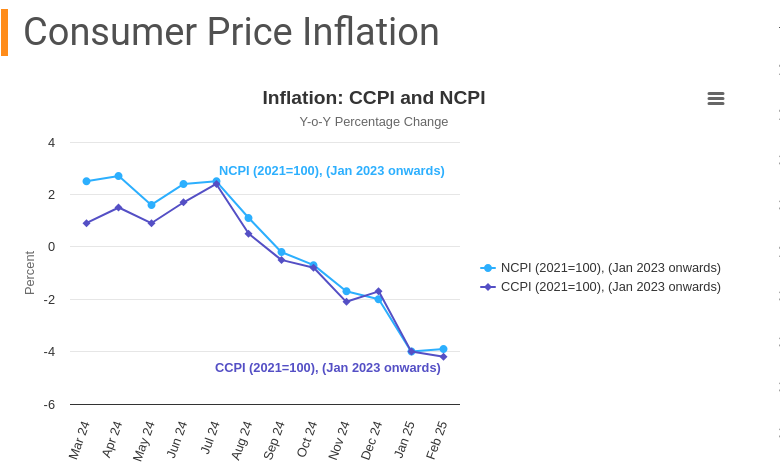 Consumer Price Inflation
Inflation: CCPI and NCPI
Y-o-Y Percentage Change
4
2
0
-2
-4
-6
Percent
NCPI (2021=100), (Jan 2023 onwards)
CCPI (2021=100), (Jan 2023 onwards)
NCPI (2021=100), (Jan 2023 onwards)
CCPI (2021=100), (Jan 2023 onwards)
Mar 24
Apr 24
May 24
Jun 24
Jul 24
Aug 24
Sep 24
Oct 24
Nov 24
Dec 24
Jan 25
Feb 25